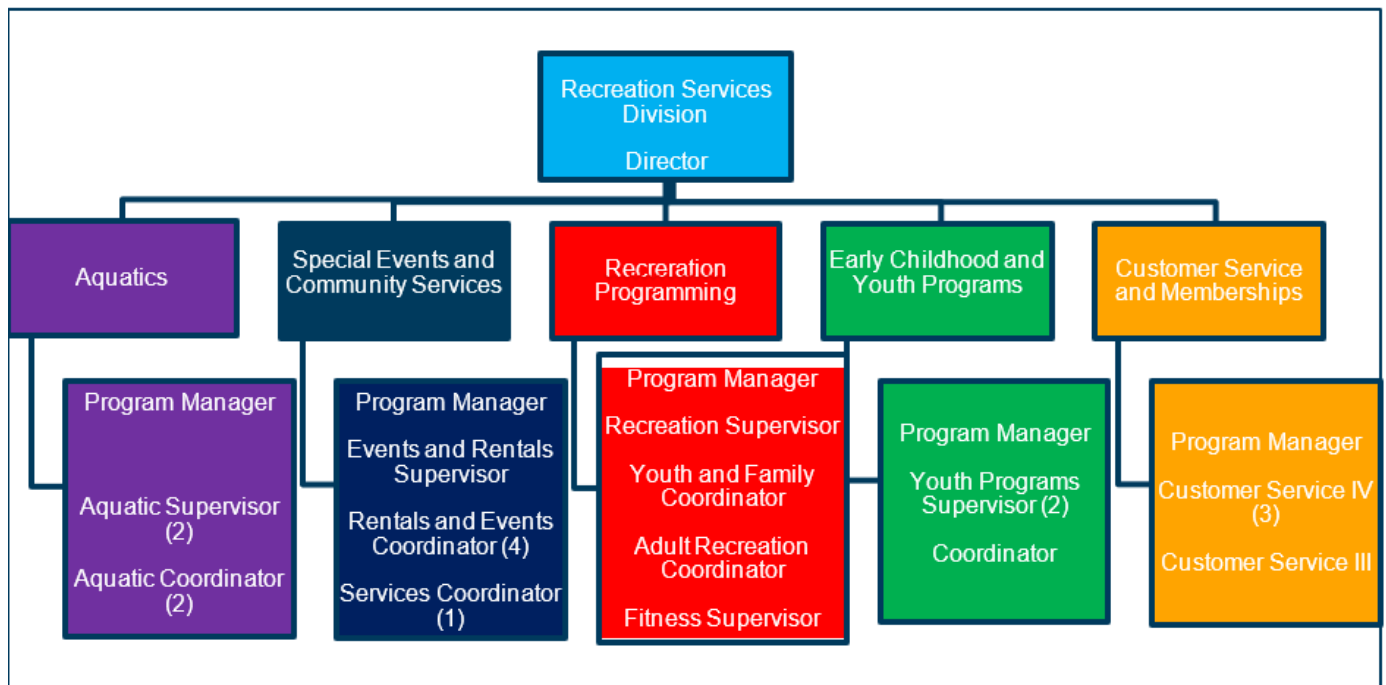 Recreation Services
Division
Director
Aquatics
Special Events and
Community Services
Recreration
Programming
Early Childhood and
Youth Programs
Customer Service
and Memberships
Program Manager
Aquatic Supervisor
(2)
Aquatic Coordinator
(2)
Program Manager
Events and Rentals
Supervisor
Rentals and Events
Coordinator (4)
Services Coordinator
(1)
Program Manager
Recreation Supervisor
Youth and Family
Coordinator
Adult Recreation
Coordinator
Fitness Supervisor
Program Manager
Youth Programs
Supervisor (2)
Coordinator
Program Manager
Customer Service IV
(3)
Customer Service III